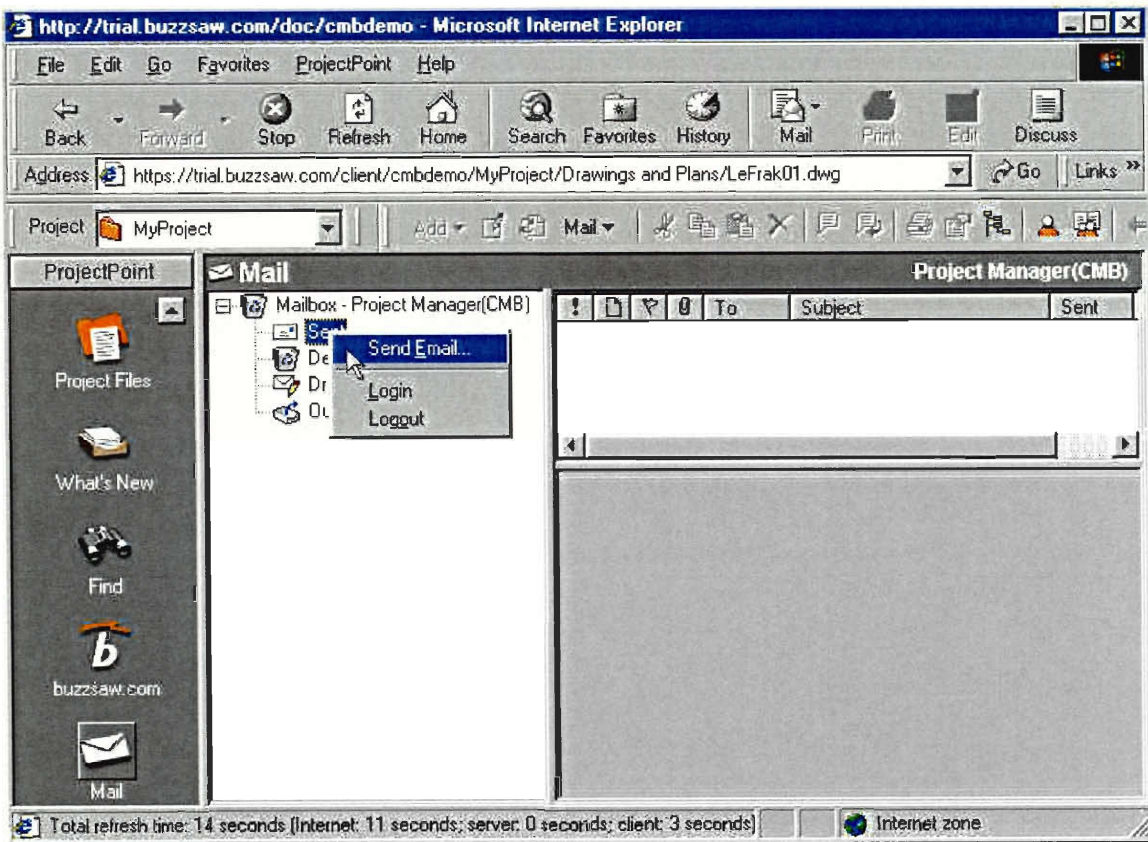 http://trial.buzzsaw.com/doc/cmbdemo - Microsoft Internet Explorer
File Edit Go Favorites ProjectPoint Help
Back Forward Stop Refresh Home Search Favorites History Mail Print Edit Discuss
Address https://trial.buzzsaw.com/client/cmbdemo/MyProject/Drawings and Plans/LeFrak01.dwg Go Links »
Project MyProject Add Mail
ProjectPoint
Mail Project Manager(CMB)
Mailbox - Project Manager(CMB)
! To Subject Sent
Send Email...
De
Dr
Login
Logout
Project Files
What's New
Find
b
buzzsaw.com
Mail
Total refresh time: 14 seconds (Internet: 11 seconds; server: 0 seconds; client: 3 seconds) Internet zone